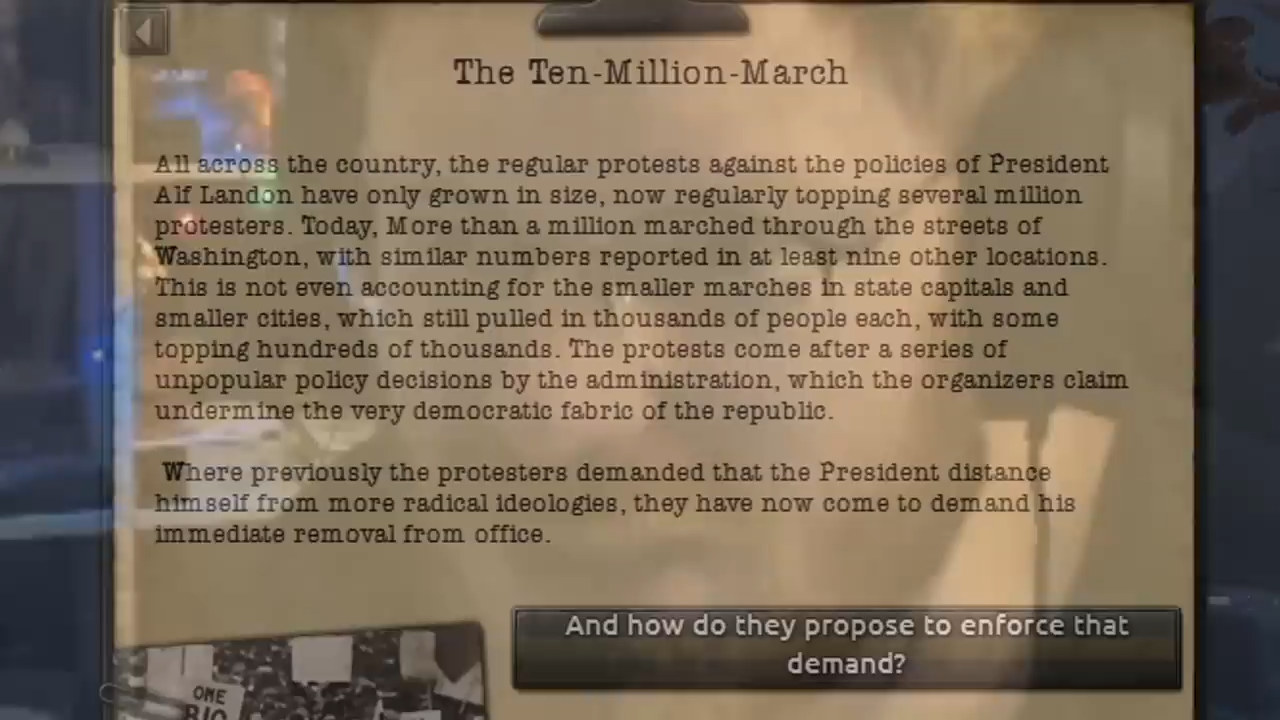 The Ten-Million-March
All across the country, the regular protests against the policies of President
Alf Landon have only grown in size, now regularly topping several million
protesters. Today, More than a million marched through the streets of
Washington, with similar numbers reported in at least nine other locations.
This is not even accounting for the smaller marches in state capitals and
smaller cities, which still pulled in thousands of people each, with some
topping hundreds of thousands. The protests come after a series of
unpopular policy decisions by the administration, which the organizers claim
undermine the very democratic fabric of the republic.
Where previously the protesters demanded that the President distance
himself from more radical ideologies, they have now come to demand his
immediate removal from office.
And how do they propose to enforce that
demand?
ONE
BIG